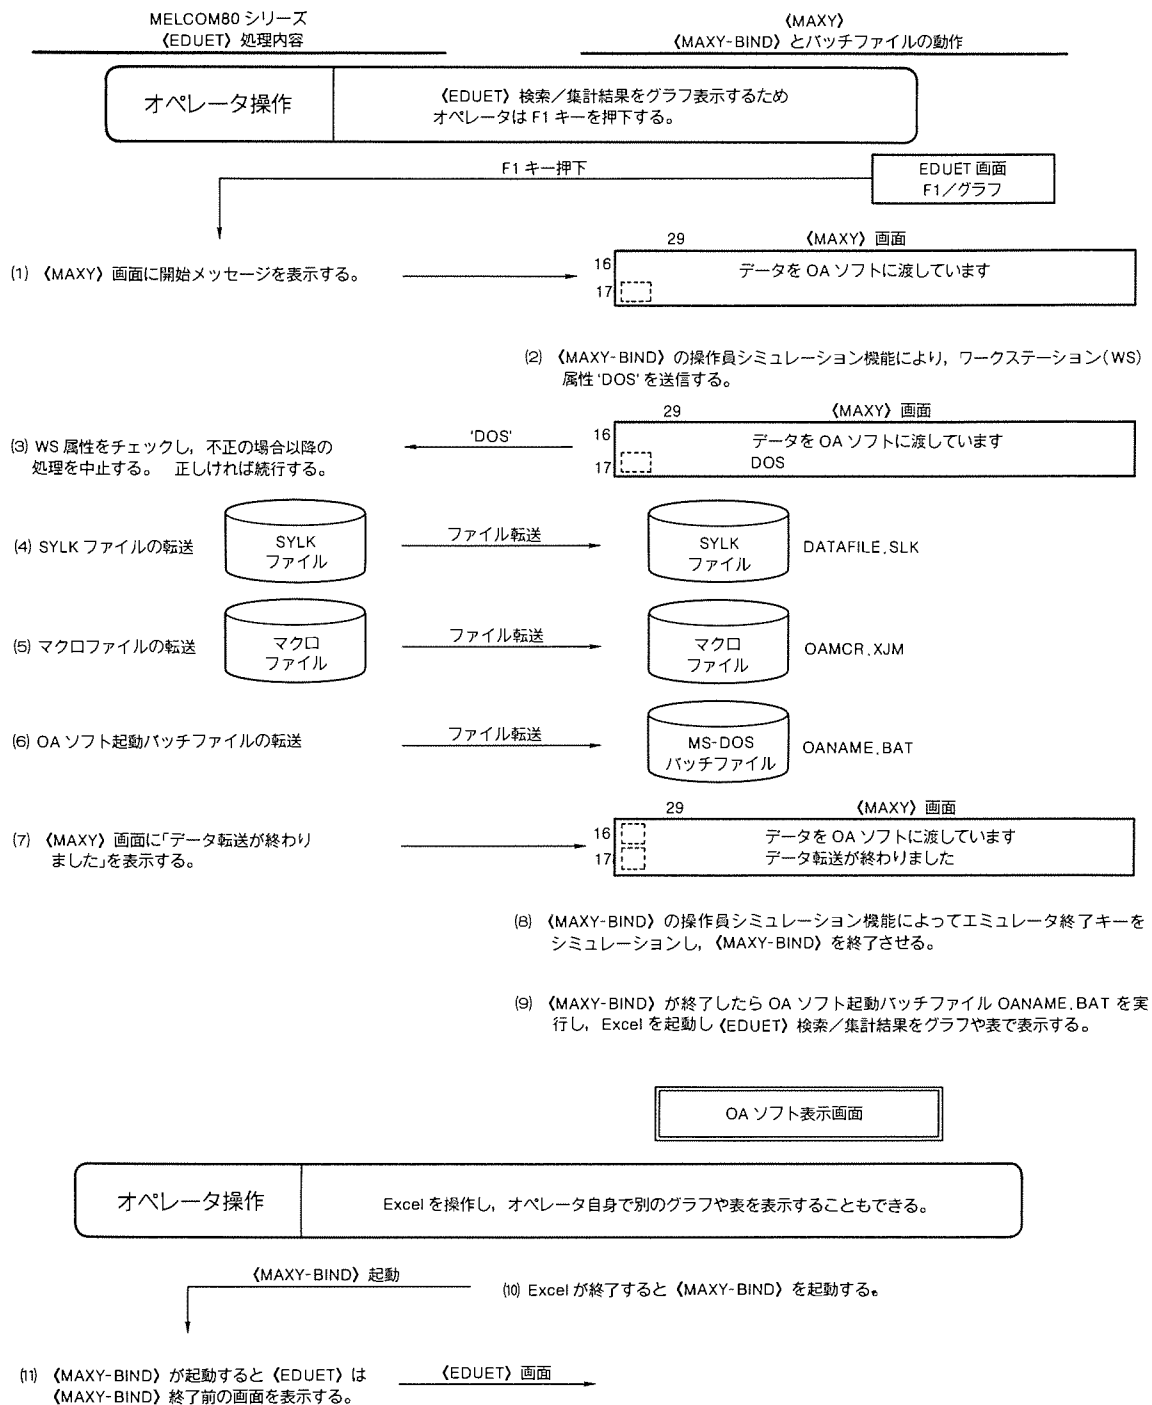 MELCOM80 シリーズ
〈EDUET〉処理内容
〈MAXY〉
〈MAXY-BIND〉とバッチファイルの動作
オペレータ操作
〈EDUET〉検索／集計結果をグラフ表示するため
オペレータは F1 キーを押下する。
F1 キー押下
EDUET 画面
F1／グラフ
29 〈MAXY〉画面
(1) 〈MAXY〉画面に開始メッセージを表示する。
16 データを OA ソフトに渡しています
17
(2) 〈MAXY-BIND〉の操作員シミュレーション機能により，ワークステーション(WS)
属性 'DOS' を送信する。
29 〈MAXY〉画面
(3) WS 属性をチェックし，不正の場合以降の
処理を中止する。 正しければ続行する。
'DOS'
16 データを OA ソフトに渡しています
17 DOS
(4) SYLK ファイルの転送
SYLK
ファイル
ファイル転送
SYLK
ファイル
DATAFILE.SLK
(5) マクロファイルの転送
マクロ
ファイル
ファイル転送
マクロ
ファイル
OAMCR.XJM
(6) OA ソフト起動バッチファイルの転送
ファイル転送
MS-DOS
バッチファイル
OANAME.BAT
29 〈MAXY〉画面
(7) 〈MAXY〉画面に「データ転送が終わり
ました」を表示する。
16 データを OA ソフトに渡しています
17 データ転送が終わりました
(8) 〈MAXY-BIND〉の操作員シミュレーション機能によってエミュレータ終了キーを
シミュレーションし，〈MAXY-BIND〉を終了させる。
(9) 〈MAXY-BIND〉が終了したら OA ソフト起動バッチファイル OANAME.BAT を実
行し，Excel を起動し〈EDUET〉検索／集計結果をグラフや表で表示する。
OA ソフト表示画面
オペレータ操作
Excel を操作し，オペレータ自身で別のグラフや表を表示することもできる。
〈MAXY-BIND〉起動
(10) Excel が終了すると〈MAXY-BIND〉を起動する。
(11) 〈MAXY-BIND〉が起動すると〈EDUET〉は
〈MAXY-BIND〉終了前の画面を表示する。
〈EDUET〉画面